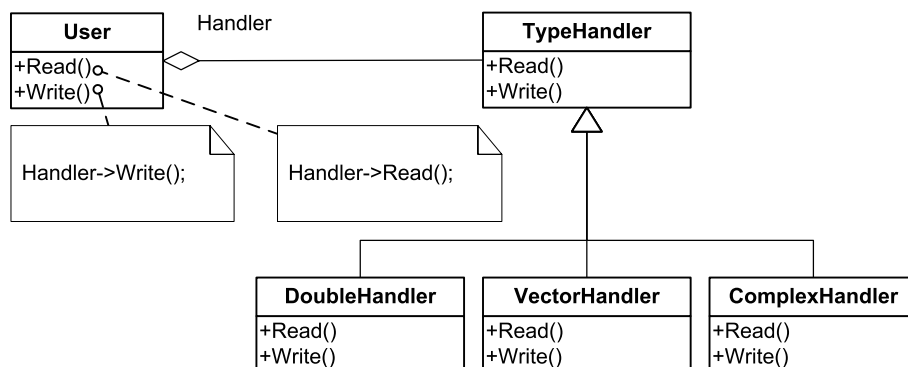 User
+Read()
+Write()
Handler
TypeHandler
+Read()
+Write()
Handler->Write();
Handler->Read();
DoubleHandler
+Read()
+Write()
VectorHandler
+Read()
+Write()
ComplexHandler
+Read()
+Write()